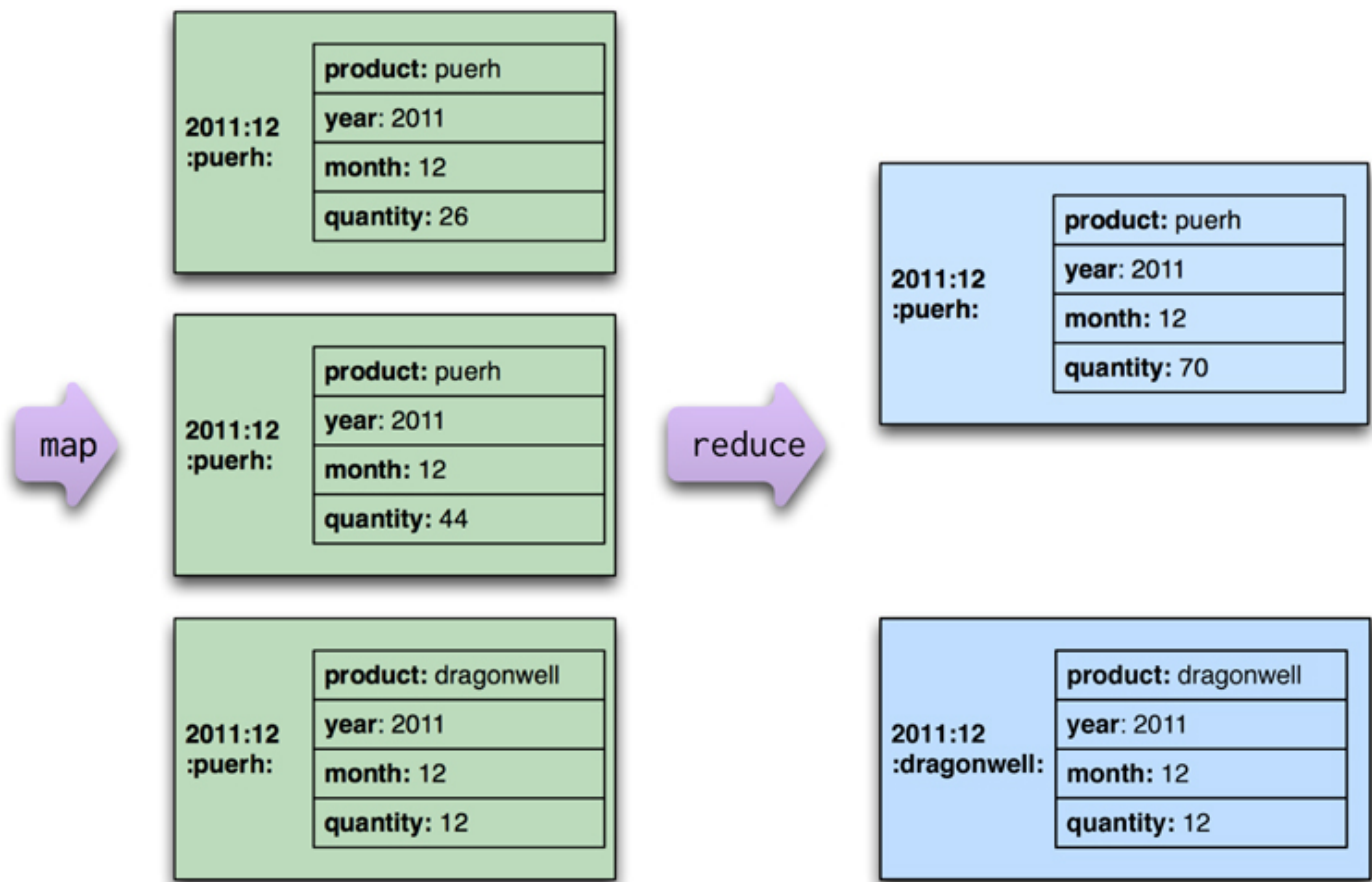 map
2011:12
:puerh:
product: puerh
year: 2011
month: 12
quantity: 26
2011:12
:puerh:
product: puerh
year: 2011
month: 12
quantity: 44
2011:12
:puerh:
product: dragonwell
year: 2011
month: 12
quantity: 12
reduce
2011:12
:puerh:
product: puerh
year: 2011
month: 12
quantity: 70
2011:12
:dragonwell:
product: dragonwell
year: 2011
month: 12
quantity: 12